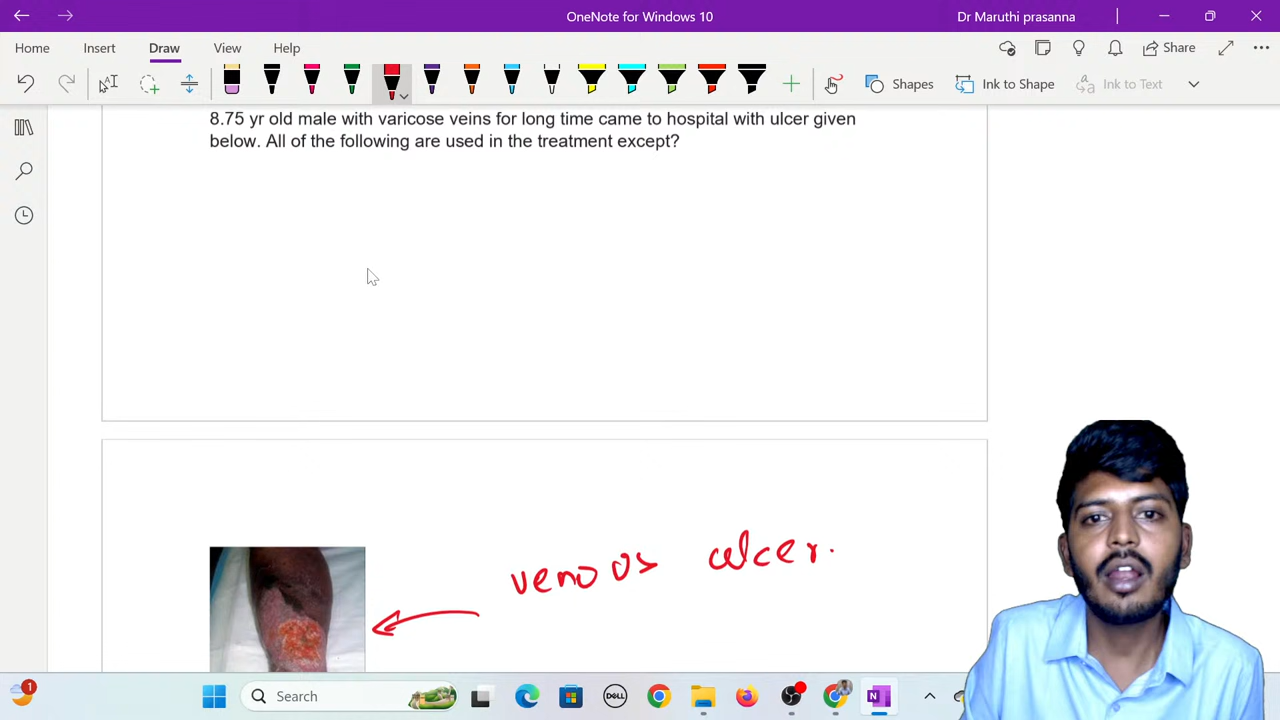 OneNote for Windows 10
Dr Maruthi prasanna
Home
Insert
Draw
View
Help
Share
Shapes
Ink to Shape
Ink to Text
8.75 yr old male with varicose veins for long time came to hospital with ulcer given
below. All of the following are used in the treatment except?
venous ulcer.
1
Search
DELL
N